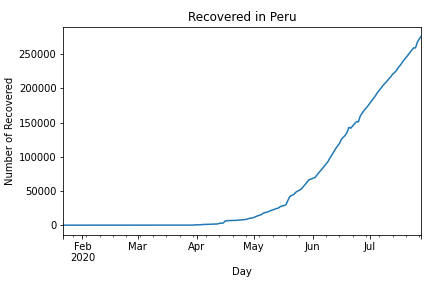 Recovered in Peru
Number of Recovered
250000
200000
150000
100000
50000
0
Feb
2020
Mar
Apr
May
Jun
Jul
Day